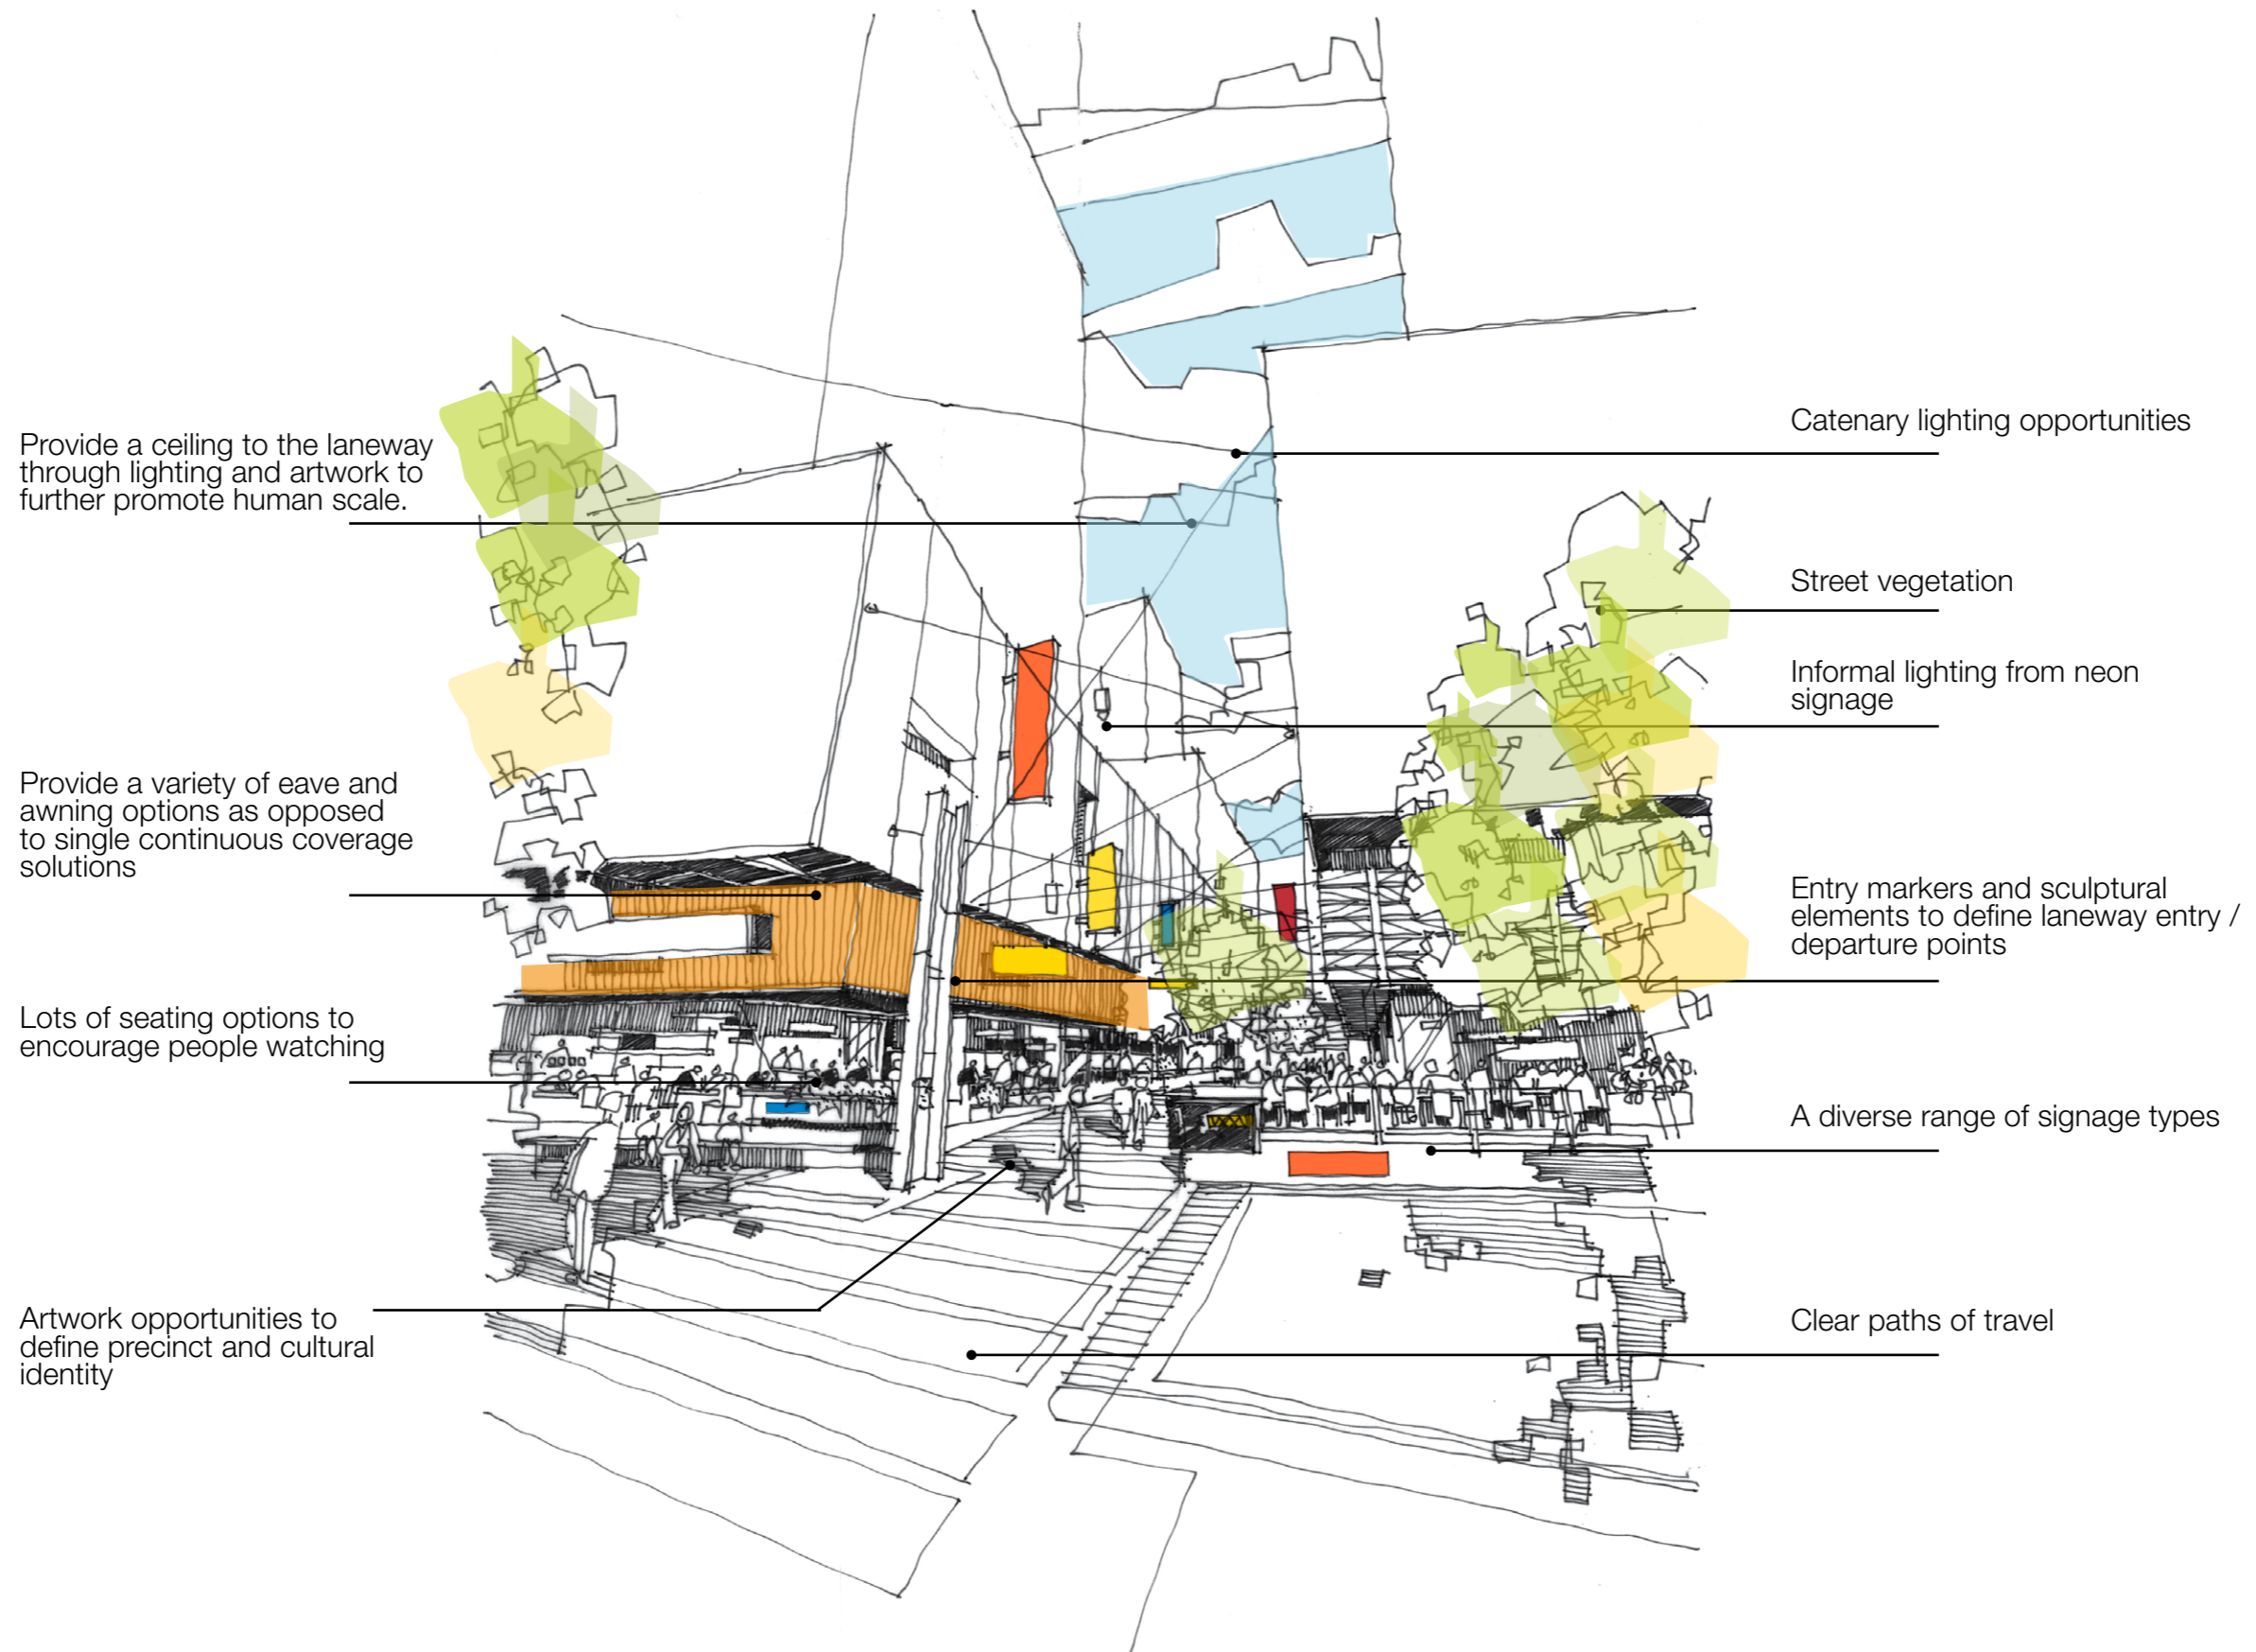 Provide a ceiling to the laneway
through lighting and artwork to
further promote human scale.
Provide a variety of eave and
awning options as opposed
to single continuous coverage
solutions
Lots of seating options to
encourage people watching
Artwork opportunities to
define precinct and cultural
identity
Catenary lighting opportunities
Street vegetation
Informal lighting from neon
signage
Entry markers and sculptural
elements to define laneway entry /
departure points
A diverse range of signage types
Clear paths of travel